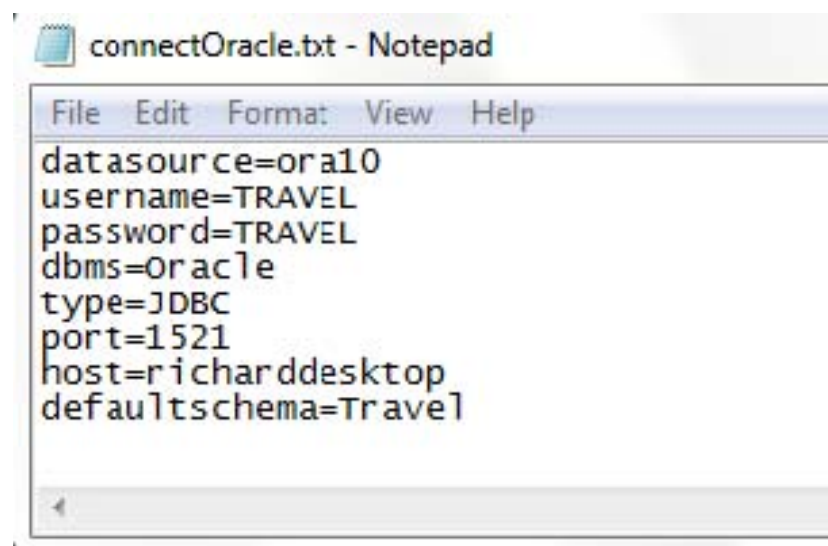 connectOracle.txt - Notepad
File Edit Format View Help
datasource=ora10
username=TRAVEL
password=TRAVEL
dbms=Oracle
type=JDBC
port=1521
host=richarddesktop
defaultschema=Travel